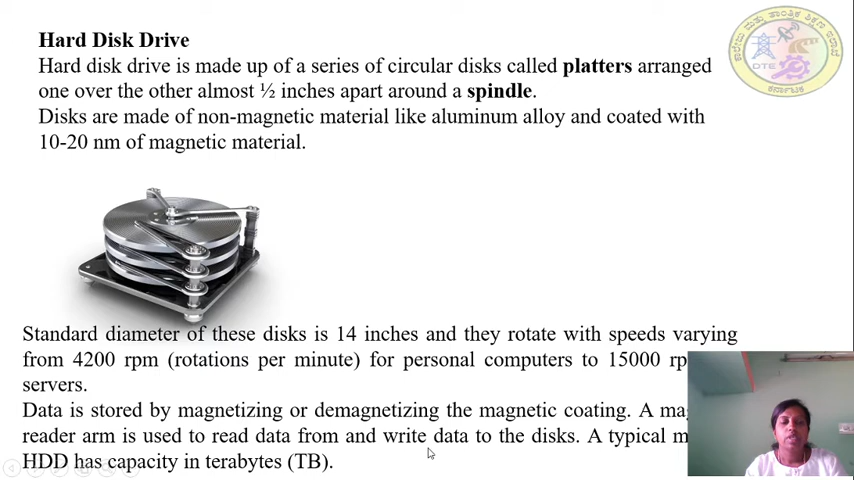 Hard Disk Drive
Hard disk drive is made up of a series of circular disks called platters arranged
one over the other almost ½ inches apart around a spindle.
Disks are made of non-magnetic material like aluminum alloy and coated with
10-20 nm of magnetic material.
DTE
Standard diameter of these disks is 14 inches and they rotate with speeds varying
from 4200 rpm (rotations per minute) for personal computers to 15000
servers.
Data is stored by magnetizing or demagnetizing the magnetic coating. A
reader arm is used to read data from and write data to the disks. A typical
HDD has capacity in terabytes (TB).